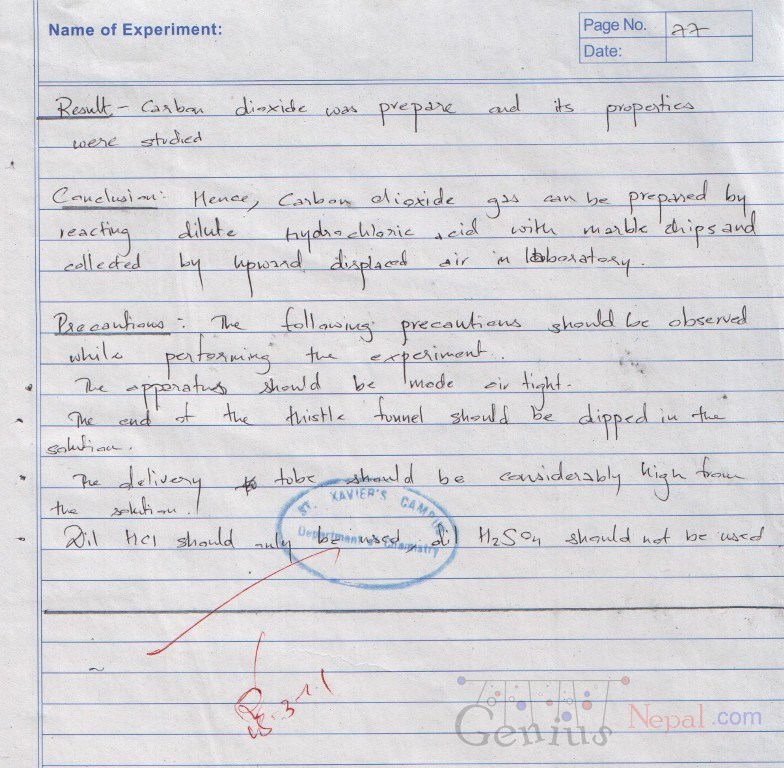 Name of Experiment:
Page No. 27
Date:
Result - Carbon dioxide was prepare and its properties
were studied
Conclusion: Hence, Carbon dioxide gas can be prepared by
reacting dilute hydrochloric acid with marble chips and
collected by upward displaced air in laboratory.
Precautions: The following precautions should be observed
while performing the experiment.
The apparatus should be made air tight.
The end of the thistle funnel should be dipped in the
solution.
The delivery tube should be considerably high from
the solution.
Dil HCl should only be used, dil H2SO4 should not be used
ST. XAVIER'S CAMPUS
Department of Chemistry
Genius Nepal.com